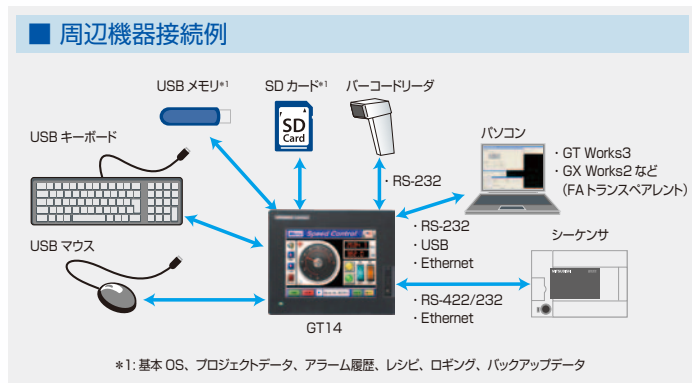 ■ 周辺機器接続例
USB メモリ*1
SD カード*1
バーコードリーダ
SD
Card
USB キーボード
パソコン
・GT Works3
・GX Works2 など
（FAトランスペアレント）
・RS-232
USB マウス
Speed Control
・RS-232
・USB
・Ethernet
シーケンサ
MITSUBISHI
・RS-422/232
・Ethernet
GT14
*1: 基本 OS、プロジェクトデータ、アラーム履歴、レシピ、ロギング、バックアップデータ